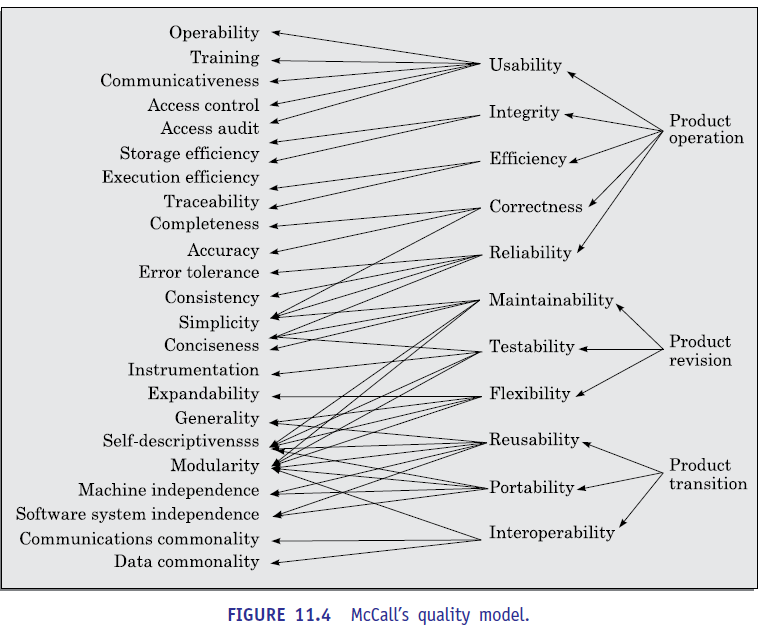 Operability
Training
Communicativeness
Access control
Access audit
Storage efficiency
Execution efficiency
Traceability
Completeness
Accuracy
Error tolerance
Consistency
Simplicity
Conciseness
Instrumentation
Expandability
Generality
Self-descriptivensss
Modularity
Machine independence
Software system independence
Communications commonality
Data commonality
Usability
Integrity
Efficiency
Correctness
Reliability
Maintainability
Testability
Flexibility
Reusability
Portability
Interoperability
Product
operation
Product
revision
Product
transition
FIGURE 11.4 McCall's quality model.